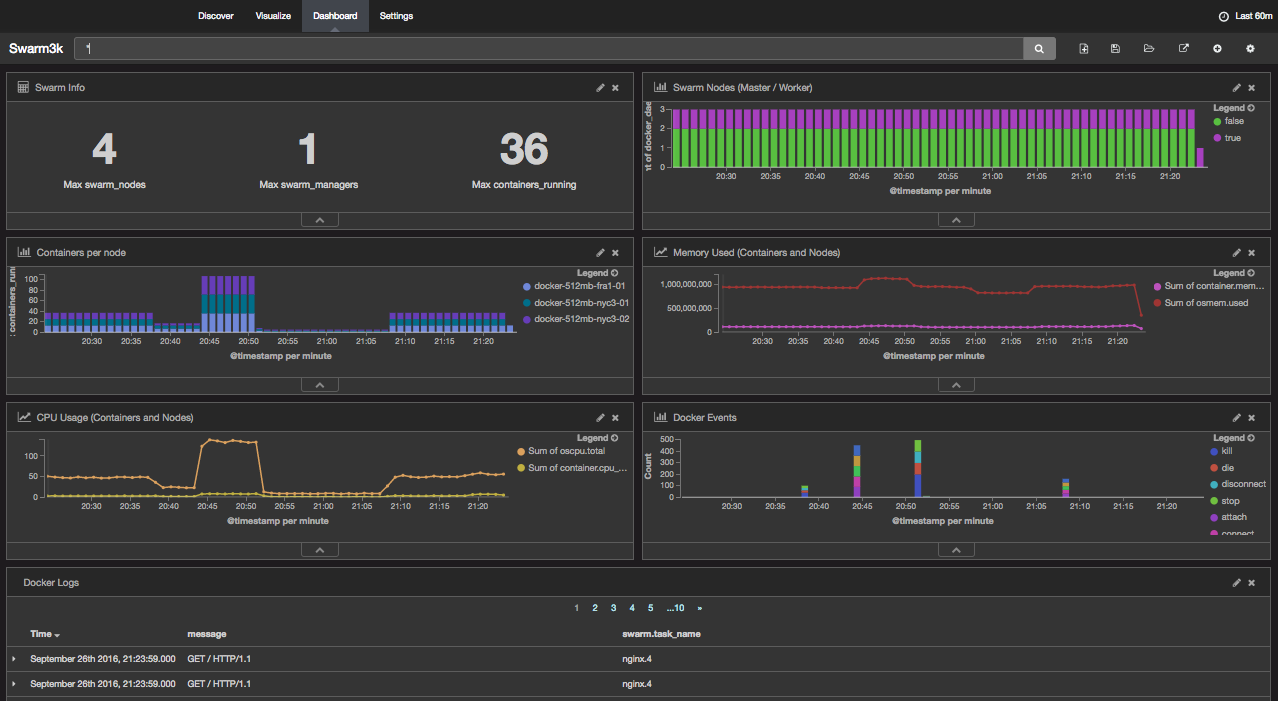 Discover Visualize Dashboard Settings Last 60m
Swarm3k *
Swarm Info
4 1 36
Max swarm_nodes Max swarm_managers Max containers_running
Swarm Nodes (Master / Worker)
Legend
false
true
3
2
1
0
20:30 20:35 20:40 20:45 20:50 20:55 21:00 21:05 21:10 21:15 21:20
@timestamp per minute
Containers per node
containers_run
Legend
docker-512mb-fra1-01
docker-512mb-nyc3-01
docker-512mb-nyc3-02
100
80
60
40
20
0
20:30 20:35 20:40 20:45 20:50 20:55 21:00 21:05 21:10 21:15 21:20
@timestamp per minute
Memory Used (Containers and Nodes)
Legend
Sum of container.mem...
Sum of osmem.used
1,000,000,000
500,000,000
0
20:30 20:35 20:40 20:45 20:50 20:55 21:00 21:05 21:10 21:15 21:20
@timestamp per minute
CPU Usage (Containers and Nodes)
Legend
Sum of oscpu.total
Sum of container.cpu_...
100
50
0
20:30 20:35 20:40 20:45 20:50 20:55 21:00 21:05 21:10 21:15 21:20
@timestamp per minute
Docker Events
Count
Legend
kill
die
disconnect
stop
attach
connect
500
400
300
200
100
0
20:30 20:35 20:40 20:45 20:50 20:55 21:00 21:05 21:10 21:15 21:20
@timestamp per minute
Docker Logs
1 2 3 4 5 ...10 »
Time message swarm.task_name
September 26th 2016, 21:23:59.000 GET / HTTP/1.1 nginx.4
September 26th 2016, 21:23:59.000 GET / HTTP/1.1 nginx.4